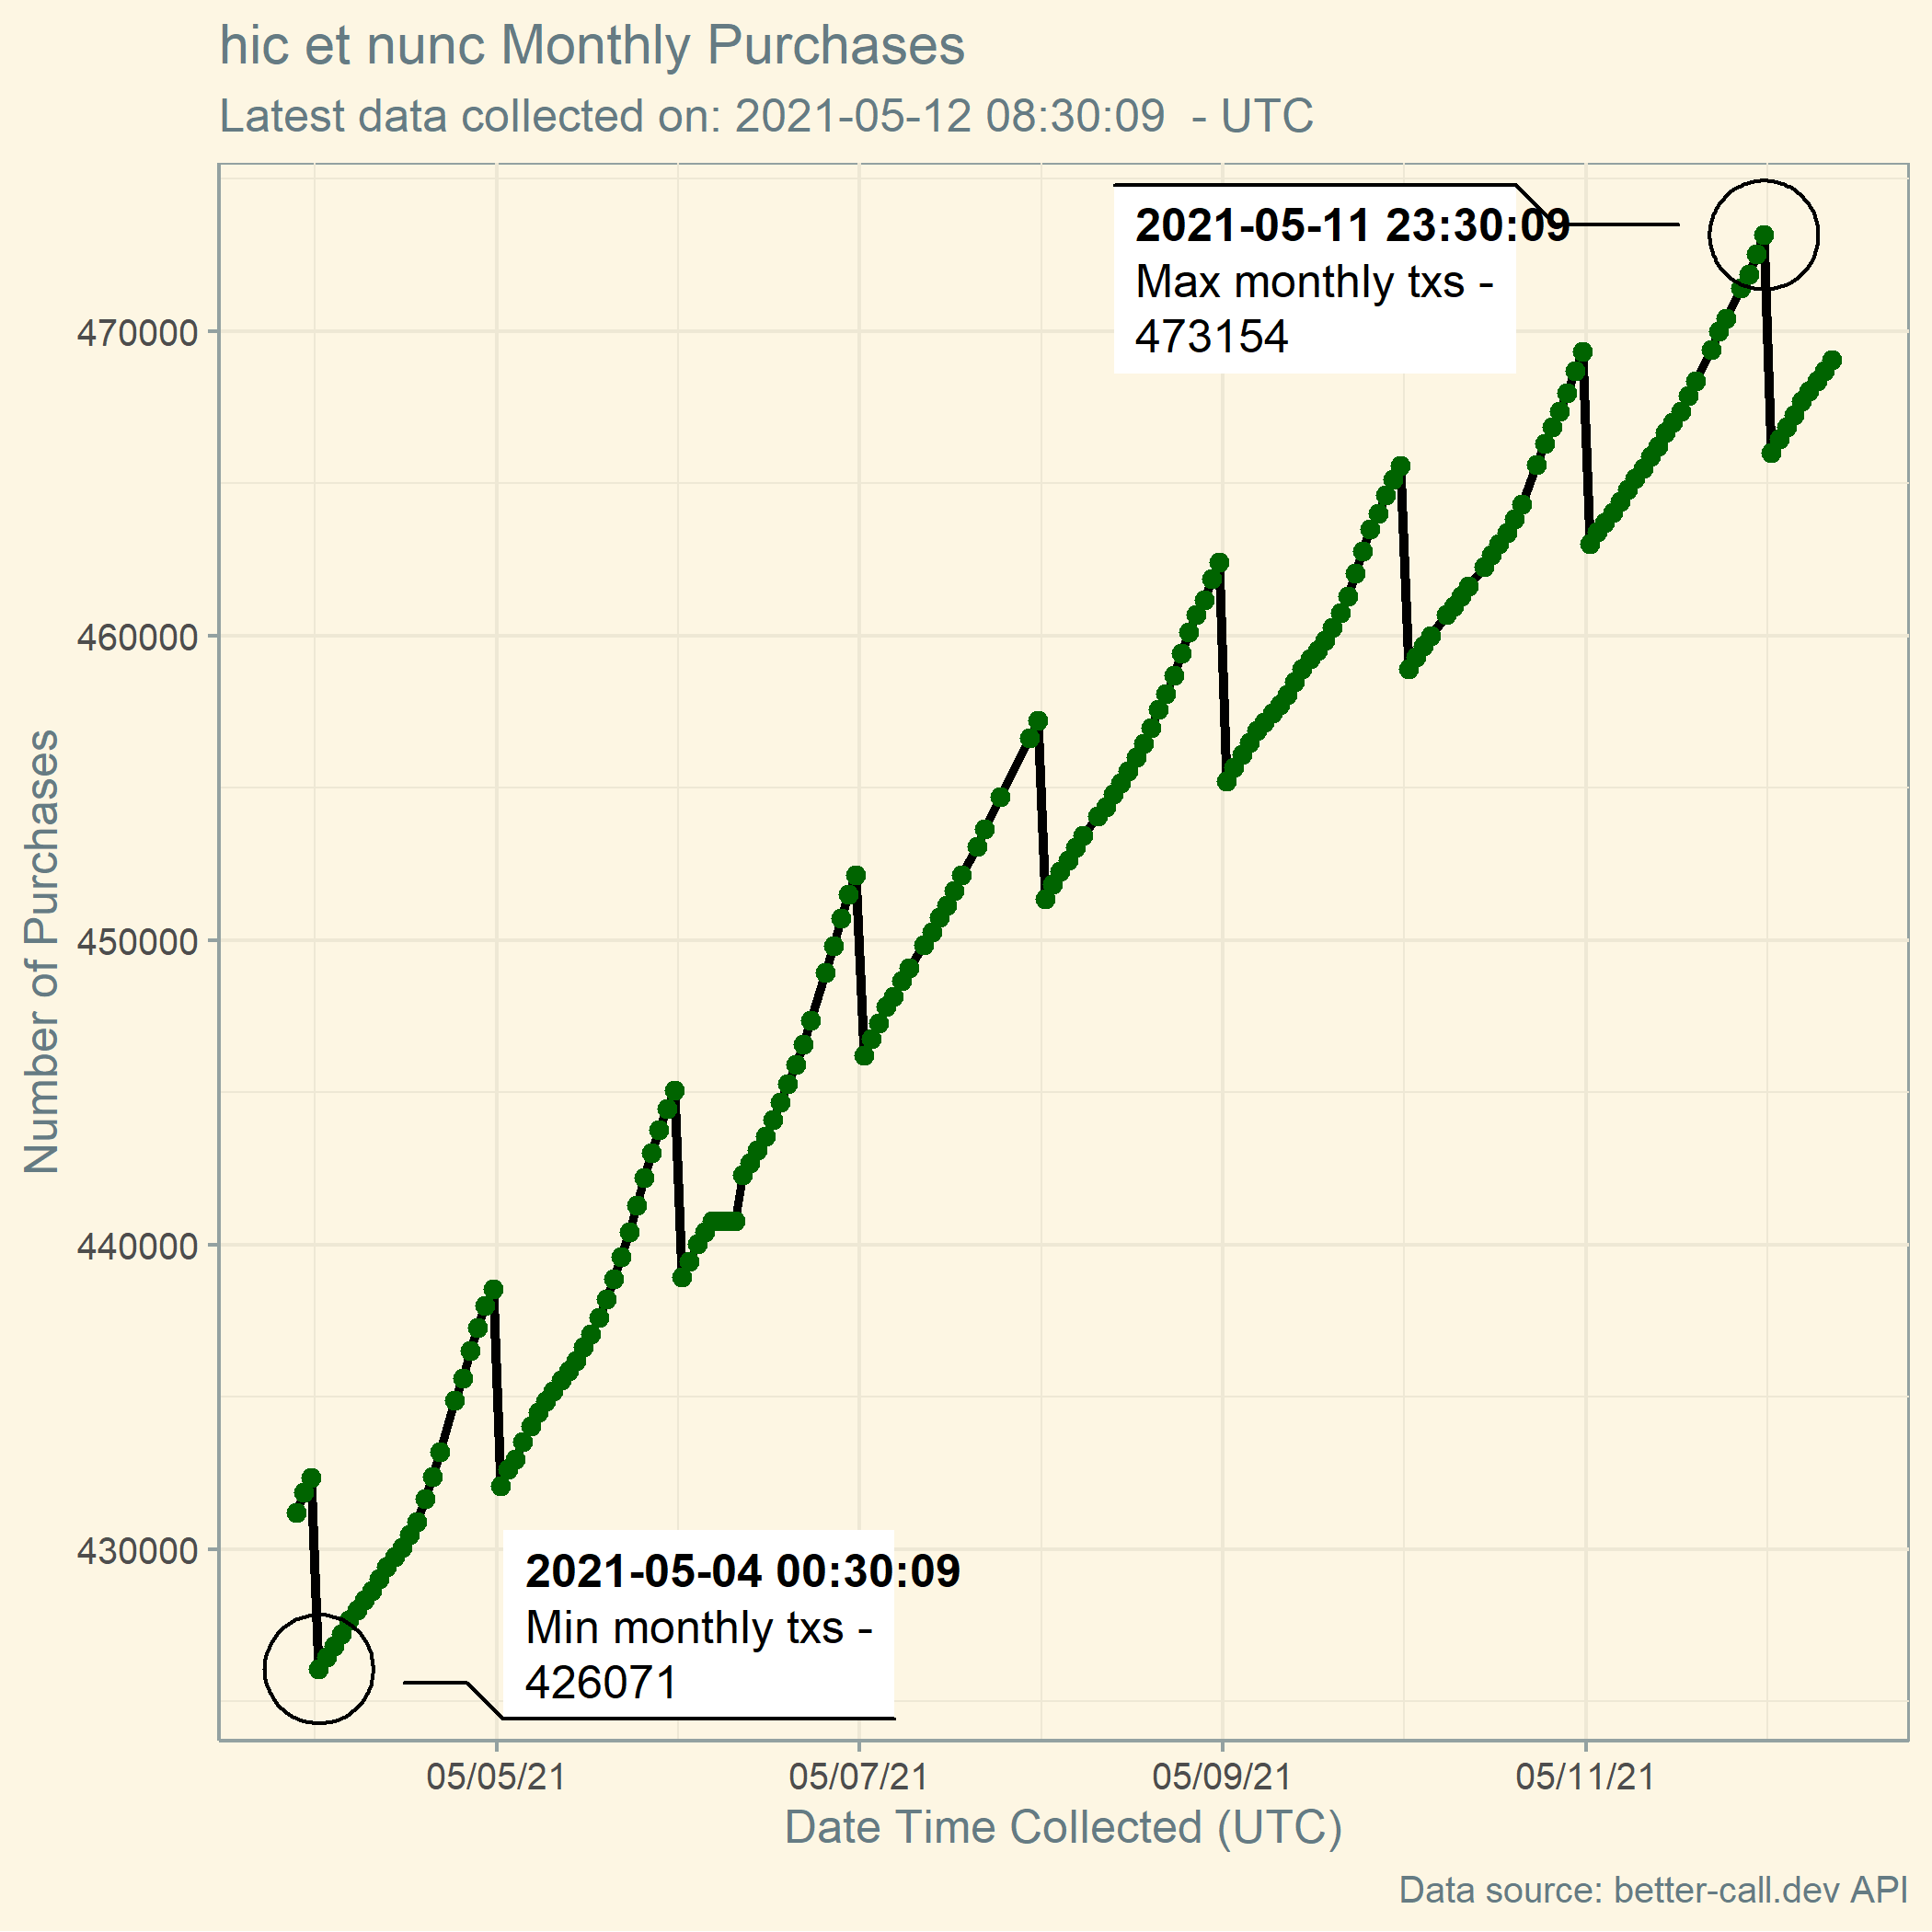 hic et nunc Monthly Purchases
Latest data collected on: 2021-05-12 08:30:09  - UTC
2021-05-11 23:30:09
Max monthly txs -
473154
470000
460000
450000
440000
430000
Number of Purchases
2021-05-04 00:30:09
Min monthly txs -
426071
05/05/21
05/07/21
05/09/21
05/11/21
Date Time Collected (UTC)
Data source: better-call.dev API